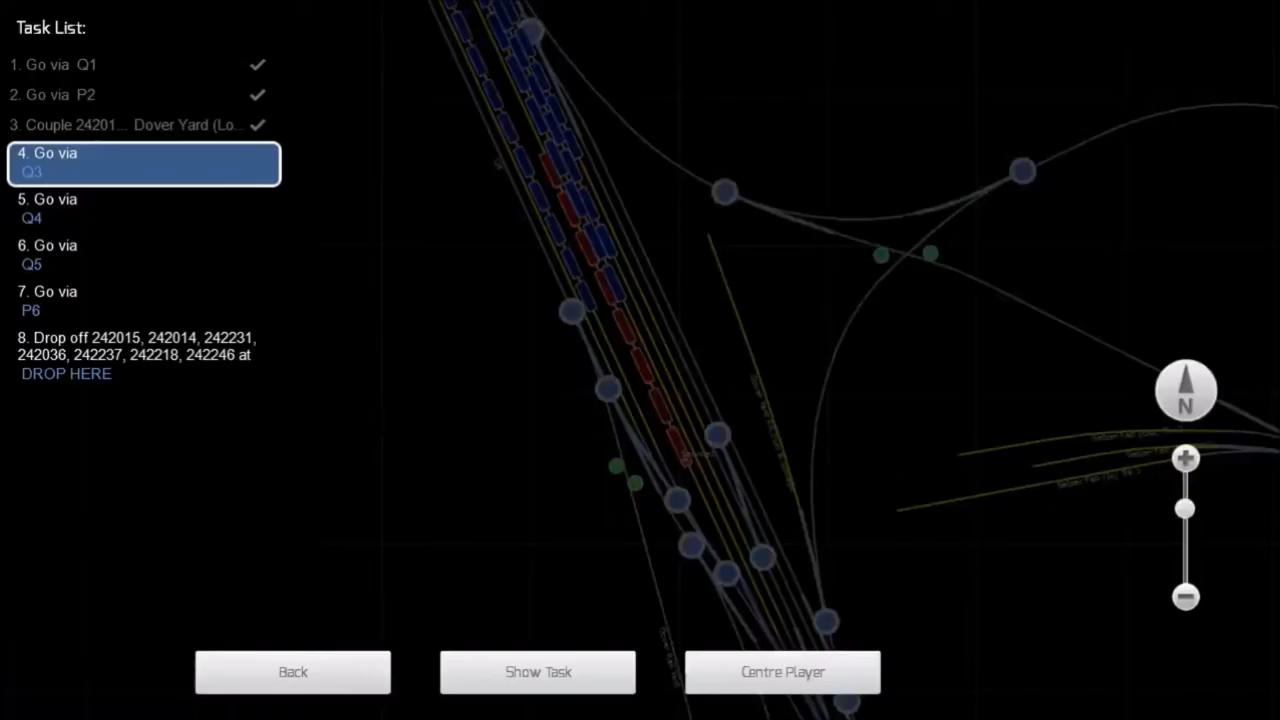 Task List:
1. Go via Q1
2. Go via P2
3. Couple 24201... Dover Yard (Lo...
4. Go via
Q3
5. Go via
Q4
6. Go via
Q5
7. Go via
P6
8. Drop off 242015, 242014, 242231,
242036, 242237, 242218, 242246 at
DROP HERE
N
Back
Show Task
Centre Player